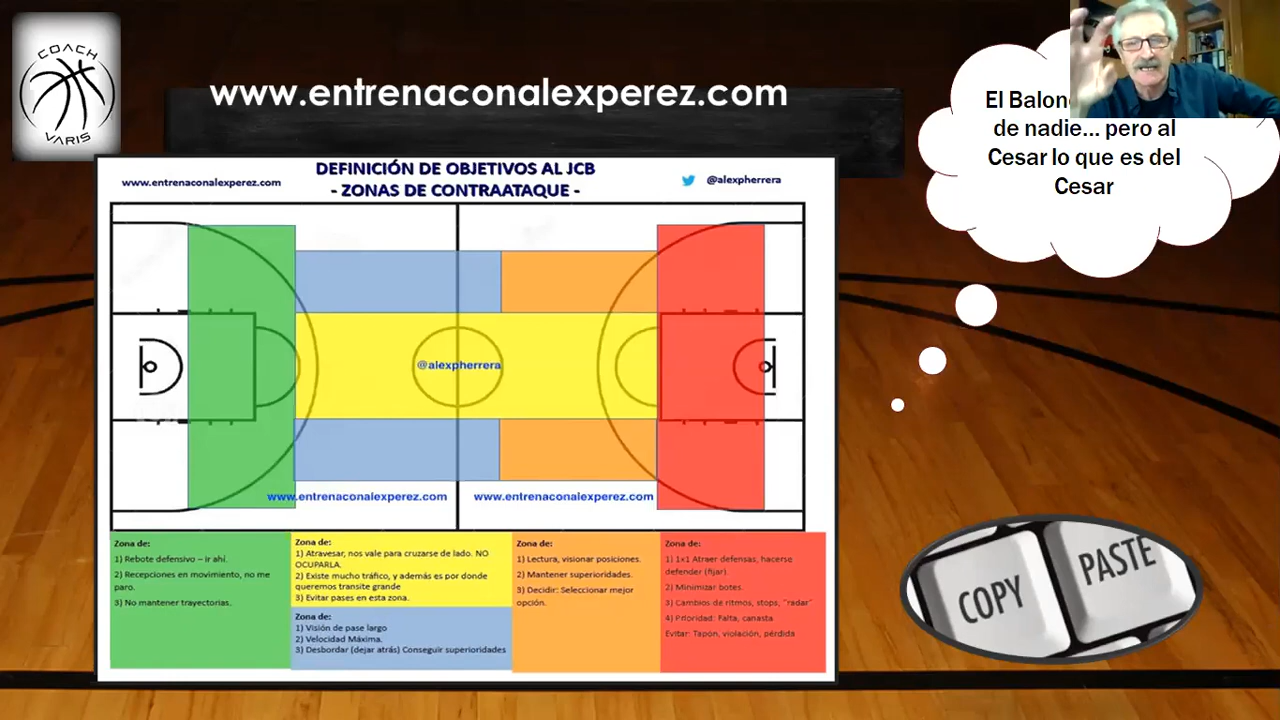 COACH
VARIS
www.entrenaconalexperez.com
El Balon
de nadie... pero al
Cesar lo que es del
Cesar
DEFINICIÓN DE OBJETIVOS AL JCB
- ZONAS DE CONTRAATAQUE -
www.entrenaconalexperez.com
@alexpherrera
@alexpherrera
www.entrenaconalexperez.com
www.entrenaconalexperez.com
Zona de:
1) Rebote defensivo – ir ahí.
2) Recepciones en movimiento, no me
paro.
3) No mantener trayectorias.
Zona de:
1) Atravesar, nos vale para cruzarse de lado. NO
OCUPARLA.
2) Existe mucho tráfico, y además es por donde
queremos transite grande
3) Evitar pases en esta zona.
Zona de:
1) Visión de pase largo
2) Velocidad Máxima.
3) Desbordar (dejar atrás) Conseguir superioridades
Zona de:
1) Lectura, visionar posiciones.
2) Mantener superioridades.
3) Decidir: Seleccionar mejor
opción.
Zona de:
1) 1x1 Atraer defensas, hacerse
defender (fijar).
2) Minimizar botes.
3) Cambios de ritmos, stops, "radar"
4) Prioridad: Falta, canasta
Evitar: Tapón, violación, pérdida
COPY
PASTE